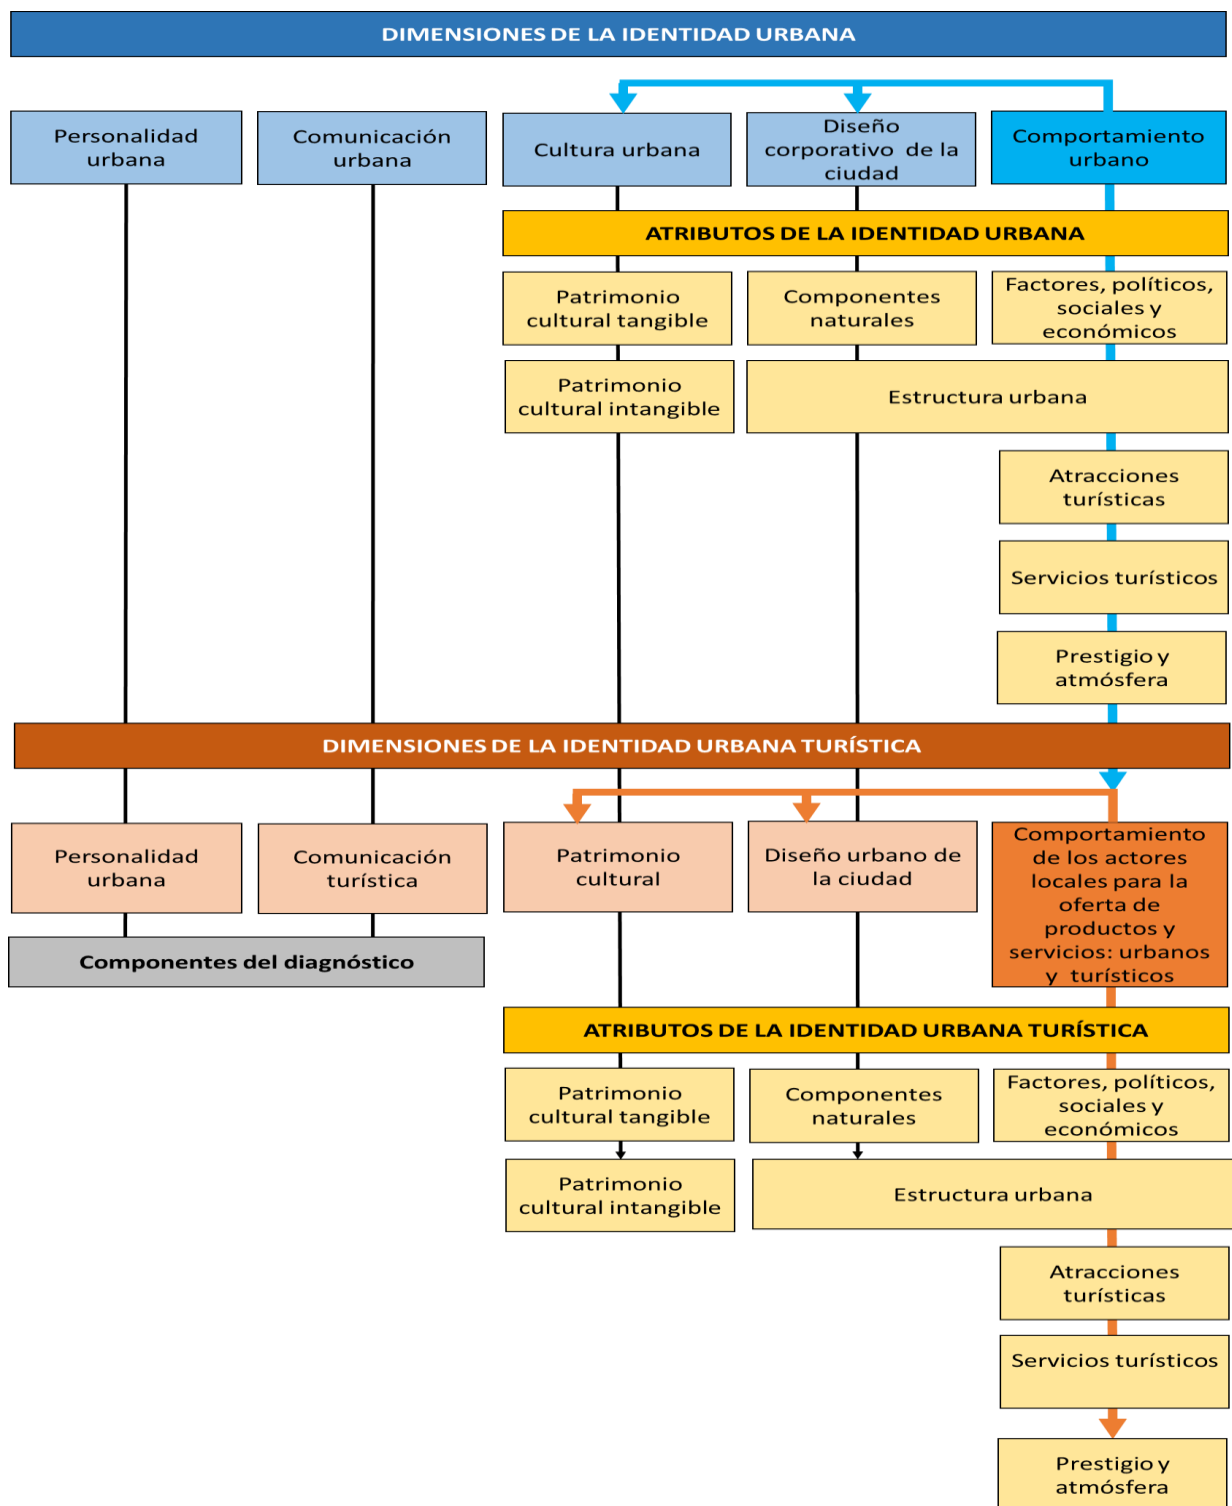 DIMENSIONES DE LA IDENTIDAD URBANA
Personalidad
urbana
Comunicación
urbana
Cultura urbana
Diseño
corporativo de la
ciudad
Comportamiento
urbano
ATRIBUTOS DE LA IDENTIDAD URBANA
Patrimonio
cultural tangible
Componentes
naturales
Factores, políticos,
sociales y
económicos
Patrimonio
cultural intangible
Estructura urbana
Atracciones
turísticas
Servicios turísticos
Prestigio y
atmósfera
DIMENSIONES DE LA IDENTIDAD URBANA TURÍSTICA
Personalidad
urbana
Comunicación
turística
Patrimonio
cultural
Diseño urbano de
la ciudad
Comportamiento
de los actores
locales para la
oferta de
productos y
servicios: urbanos
y turísticos
Componentes del diagnóstico
ATRIBUTOS DE LA IDENTIDAD URBANA TURÍSTICA
Patrimonio
cultural tangible
Componentes
naturales
Factores, políticos,
sociales y
económicos
Patrimonio
cultural intangible
Estructura urbana
Atracciones
turísticas
Servicios turísticos
Prestigio y
atmósfera